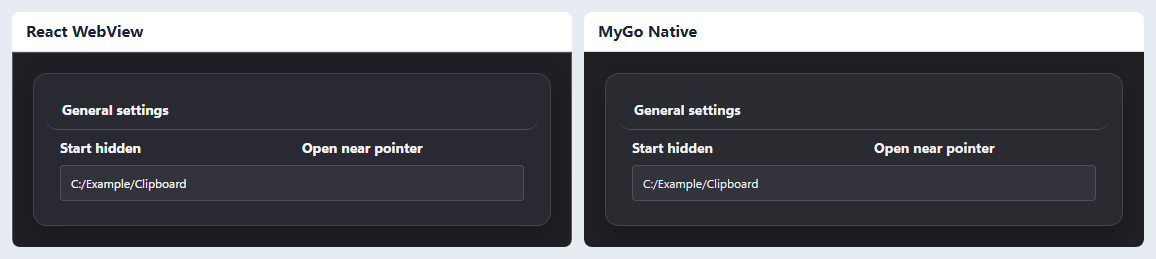 React WebView
General settings
Start hidden
Open near pointer
C:/Example/Clipboard
MyGo Native
General settings
Start hidden
Open near pointer
C:/Example/Clipboard